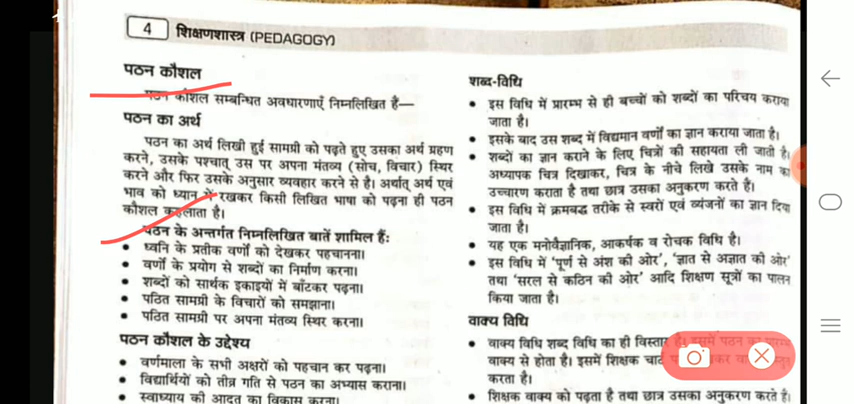 4 शिक्षणशास्त्र (PEDAGOGY)
पठन कौशल
पठन कौशल सम्बन्धित अवधारणाएँ निम्नलिखित हैं—
पठन का अर्थ
पठन का अर्थ लिखी हुई सामग्री को पढ़ते हुए उसका अर्थ ग्रहण
करने, उसके पश्चात् उस पर अपना मंतव्य (सोच, विचार) स्थिर
करने और फिर उसके अनुसार व्यवहार करने से है। अर्थात् अर्थ एवं
भाव को ध्यान में रखकर किसी लिखित भाषा को पढ़ना ही पठन
कौशल कहलाता है।
पठन के अन्तर्गत निम्नलिखित बातें शामिल हैं:
• ध्वनि के प्रतीक वर्णों को देखकर पहचानना।
• वर्णों के प्रयोग से शब्दों का निर्माण करना।
• शब्दों को सार्थक इकाइयों में बाँटकर पढ़ना।
• पठित सामग्री के विचारों को समझाना।
• पठित सामग्री पर अपना मंतव्य स्थिर करना।
पठन कौशल के उद्देश्य
• वर्णमाला के सभी अक्षरों को पहचान कर पढ़ना।
• विद्यार्थियों को तीव्र गति से पठन का अभ्यास कराना।
• स्वाध्याय की आदत का विकास करना।
शब्द-विधि
• इस विधि में प्रारम्भ से ही बच्चों को शब्दों का परिचय कराया
जाता है।
• इसके बाद उस शब्द में विद्यमान वर्णों का ज्ञान कराया जाता है।
• शब्दों का ज्ञान कराने के लिए चित्रों की सहायता ली जाती है।
अध्यापक चित्र दिखाकर, चित्र के नीचे लिखे उसके नाम का
उच्चारण कराता है तथा छात्र उसका अनुकरण करते हैं।
• इस विधि में क्रमबद्ध तरीके से स्वरों एवं व्यंजनों का ज्ञान दिया
जाता है।
• यह एक मनोवैज्ञानिक, आकर्षक व रोचक विधि है।
• इस विधि में 'पूर्ण से अंश की ओर', 'ज्ञात से अज्ञात की ओर'
तथा 'सरल से कठिन की ओर' आदि शिक्षण सूत्रों का पालन
किया जाता है।
वाक्य विधि
• वाक्य विधि शब्द विधि का ही विस्तार है। इसमें पठन का
वाक्य से होता है। इसमें शिक्षक चार्ट
करता है।
• शिक्षक वाक्य को पढ़ता है तथा छात्र उसका अनुकरण करते हैं।